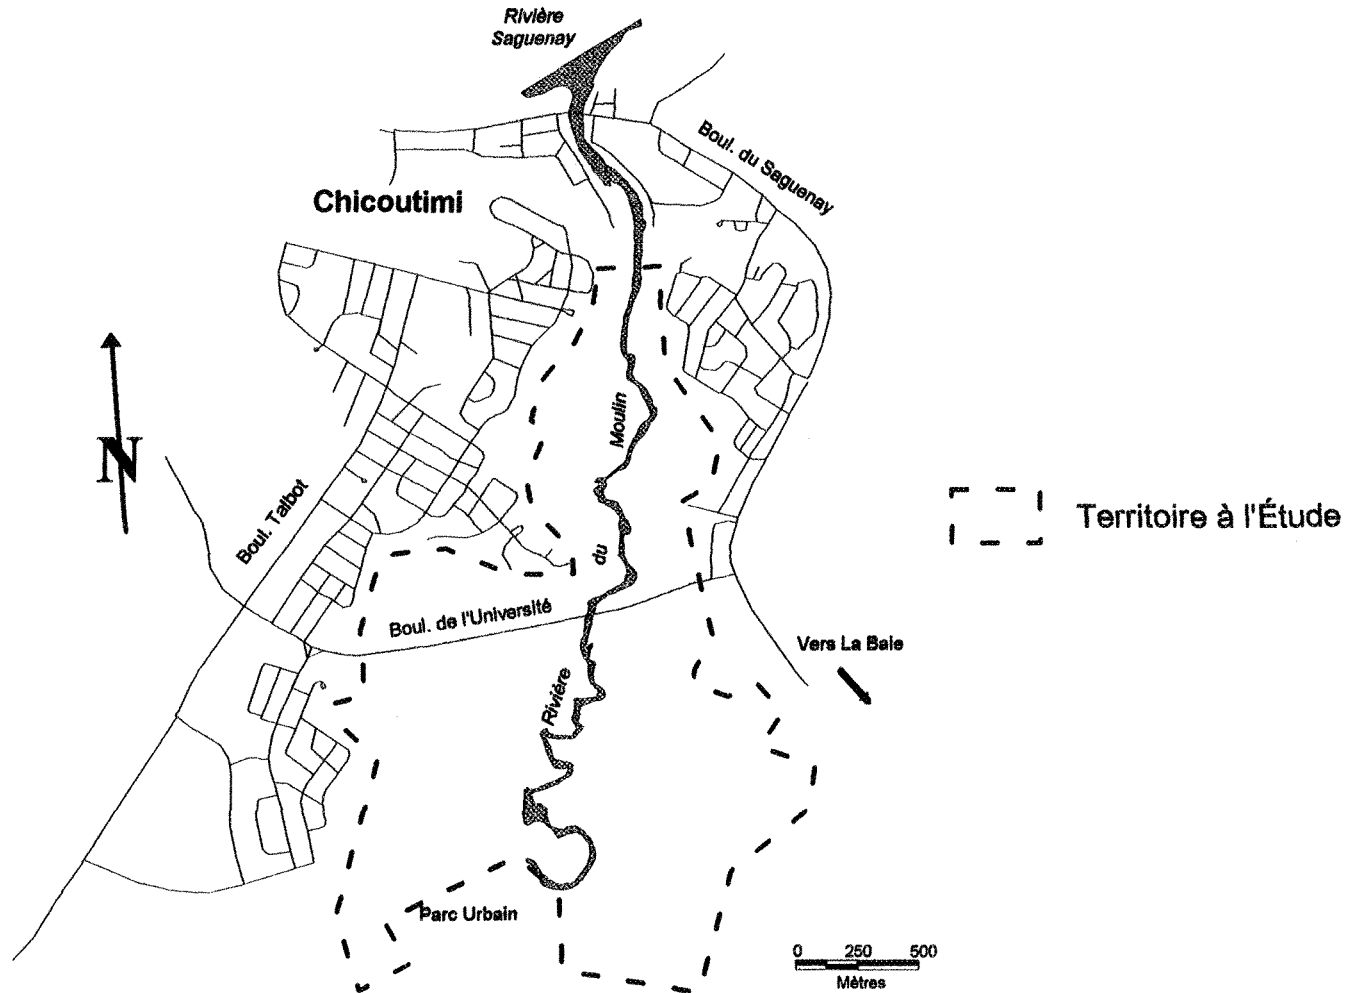 Rivière
Saguenay
Boul. du Saguenay
Chicoutimi
N
Moulin
Boul. Talbot
Territoire à l'Étude
du
Boul. de l'Université
Vers La Baie
Rivière
Parc Urbain
0 250 500
Mètres